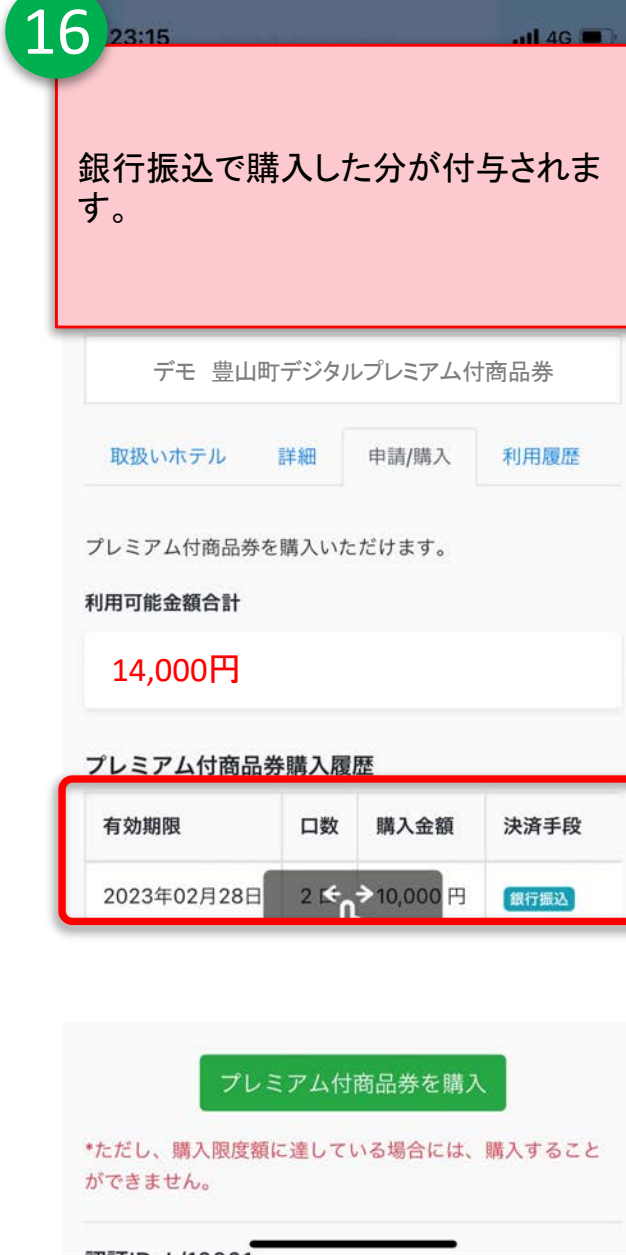 16
23:15
4G
銀行振込で購入した分が付与されま
す。
デモ 豊山町デジタルプレミアム付商品券
取扱いホテル 詳細 申請/購入 利用履歴
プレミアム付商品券を購入いただけます。
利用可能金額合計
14,000円
プレミアム付商品券購入履歴
有効期限 口数 購入金額 決済手段
2023年02月28日 2 10,000 円 銀行振込
プレミアム付商品券を購入
*ただし、購入限度額に達している場合には、購入すること
ができません。